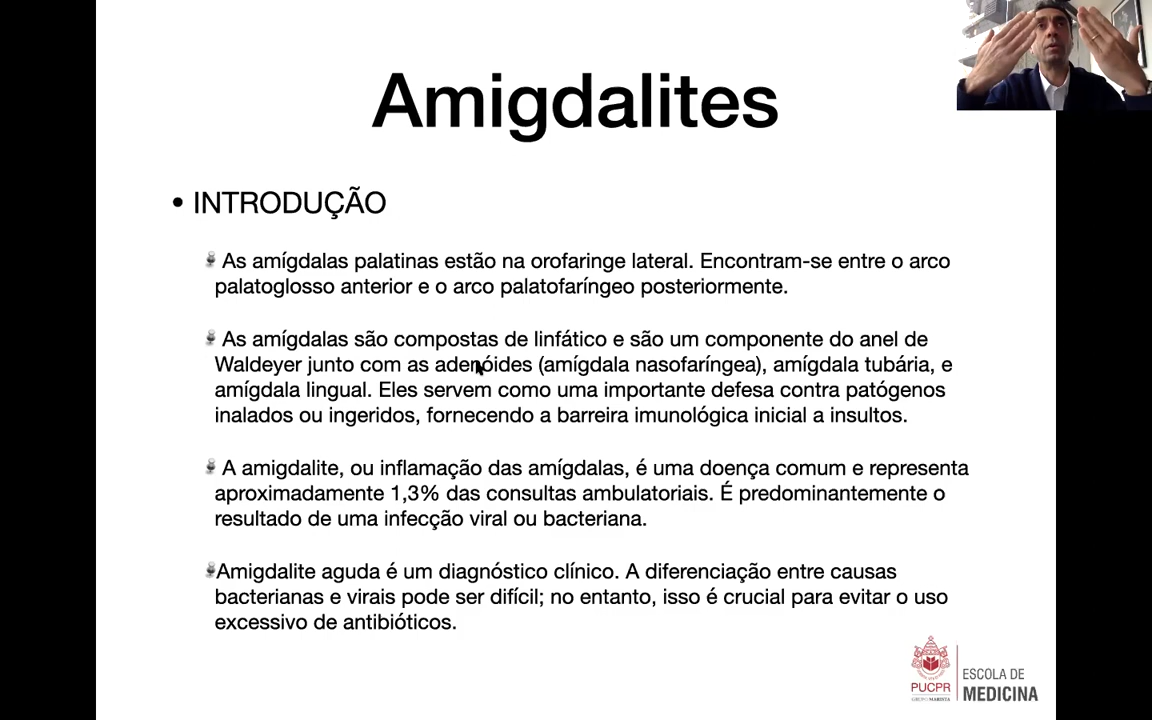 Amigdalites
• INTRODUÇÃO
As amígdalas palatinas estão na orofaringe lateral. Encontram-se entre o arco
palatoglosso anterior e o arco palatofaríngeo posteriormente.
As amígdalas são compostas de linfático e são um componente do anel de
Waldeyer junto com as adenóides (amígdala nasofaríngea), amígdala tubária, e
amígdala lingual. Eles servem como uma importante defesa contra patógenos
inalados ou ingeridos, fornecendo a barreira imunológica inicial a insultos.
A amigdalite, ou inflamação das amígdalas, é uma doença comum e representa
aproximadamente 1,3% das consultas ambulatoriais. É predominantemente o
resultado de uma infecção viral ou bacteriana.
Amigdalite aguda é um diagnóstico clínico. A diferenciação entre causas
bacterianas e virais pode ser difícil; no entanto, isso é crucial para evitar o uso
excessivo de antibióticos.
PUCPR
GRUPO MARISTA
ESCOLA DE
MEDICINA